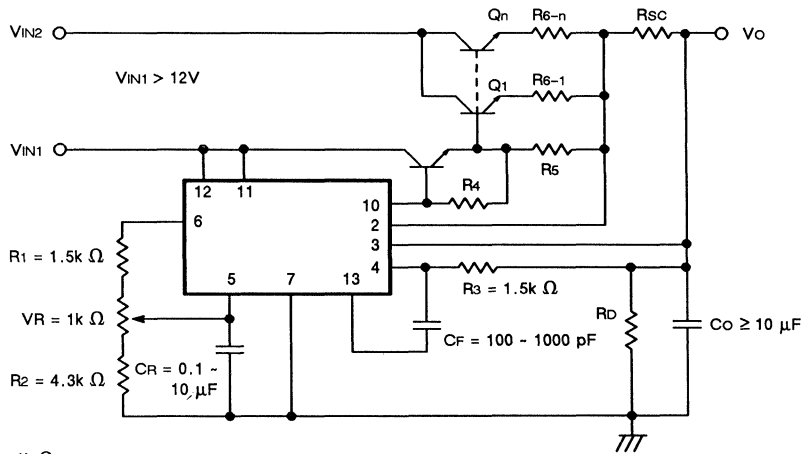 Qn
R6-n
RSC
VIN2
VO
VIN1 > 12V
Q1
R6-1
VIN1
R5
12
11
R4
10
6
2
3
R1 = 1.5k Ω
5
7
13
4
R3 = 1.5k Ω
VR = 1k Ω
RD
CO ≥ 10 μF
CF = 100 ~ 1000 pF
CR = 0.1 ~
10 μF
R2 = 4.3k Ω